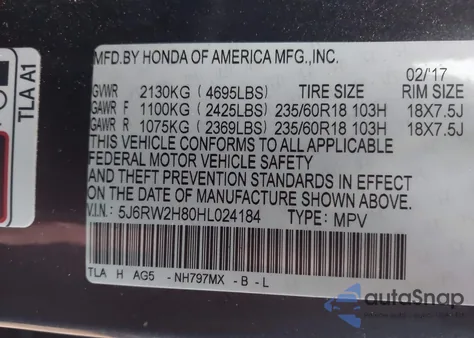 MFD.BY HONDA OF AMERICA MFG.,INC.
02/'17
GVWR 2130KG (4695LBS) TIRE SIZE RIM SIZE
GAWR F 1100KG (2425LBS) 235/60R18 103H 18X7.5J
GAWR R 1075KG (2369LBS) 235/60R18 103H 18X7.5J
THIS VEHICLE CONFORMS TO ALL APPLICABLE
FEDERAL MOTOR VEHICLE SAFETY
AND THEFT PREVENTION STANDARDS IN EFFECT
ON THE DATE OF MANUFACTURE SHOWN ABOVE.
V.I.N.: 5J6RW2H80HL024184 TYPE: MPV
TLA H AG5 -NH797MX -B -L
TLA A1
autoSnap